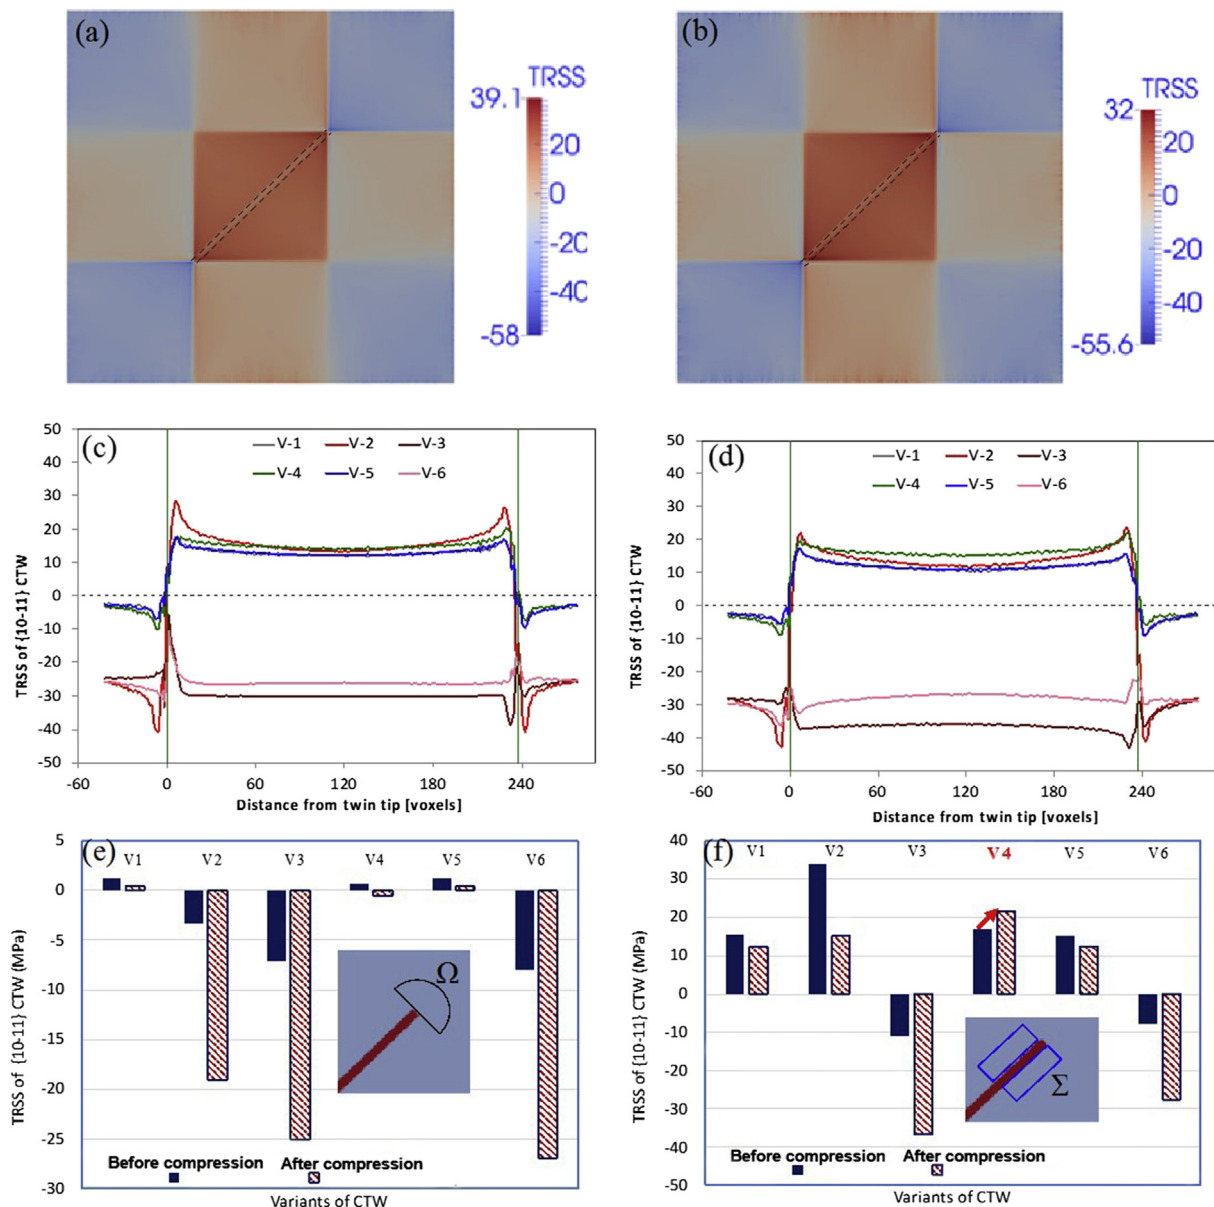 (a)
TRSS
39.1
20
0
-20
-40
-58
(b)
TRSS
32
20
0
-20
-40
-55.6
(c)
V-1 V-2 V-3
V-4 V-5 V-6
50
40
30
20
10
0
-10
-20
-30
-40
-50
-60 0 60 120 180 240
TRSS of {10-11} CTW
Distance from twin tip [voxels]
(d)
V-1 V-2 V-3
V-4 V-5 V-6
50
40
30
20
10
0
-10
-20
-30
-40
-50
-60 0 60 120 180 240
TRSS of {10-11} CTW
Distance from twin tip [voxels]
(e)
V1 V2 V3 V4 V5 V6
5
0
-5
-10
-15
-20
-25
-30
TRSS of {10-11} CTW (MPa)
Ω
Before compression After compression
Variants of CTW
(f)
V1 V2 V3 V4 V5 V6
40
30
20
10
0
-10
-20
-30
-40
-50
TRSS of {10-11} CTW (MPa)
Σ
Before compression After compression
Variants of CTW